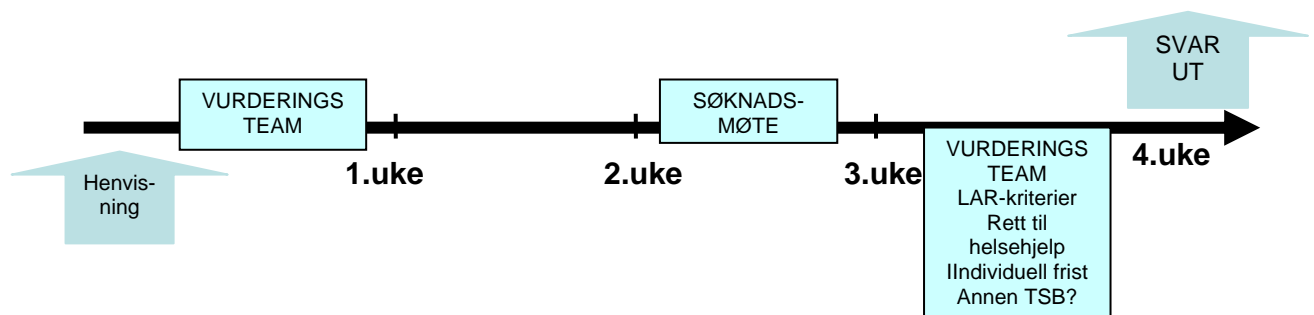 Henvis-
ning
VURDERINGS
TEAM
1.uke
2.uke
SØKNADS-
MØTE
3.uke
VURDERINGS
TEAM
LAR-kriterier
Rett til
helsehjelp
IIndividuell frist
Annen TSB?
4.uke
SVAR
UT